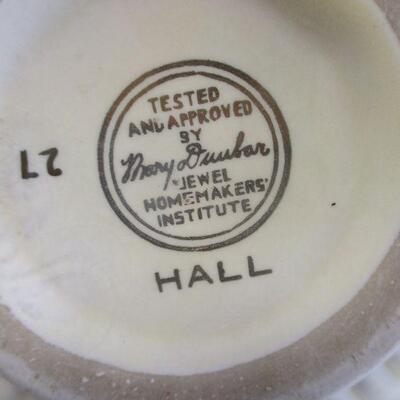 TESTED
AND APPROVED
BY
Mary Dunbar
JEWEL
HOMEMAKERS'
INSTITUTE
HALL
27